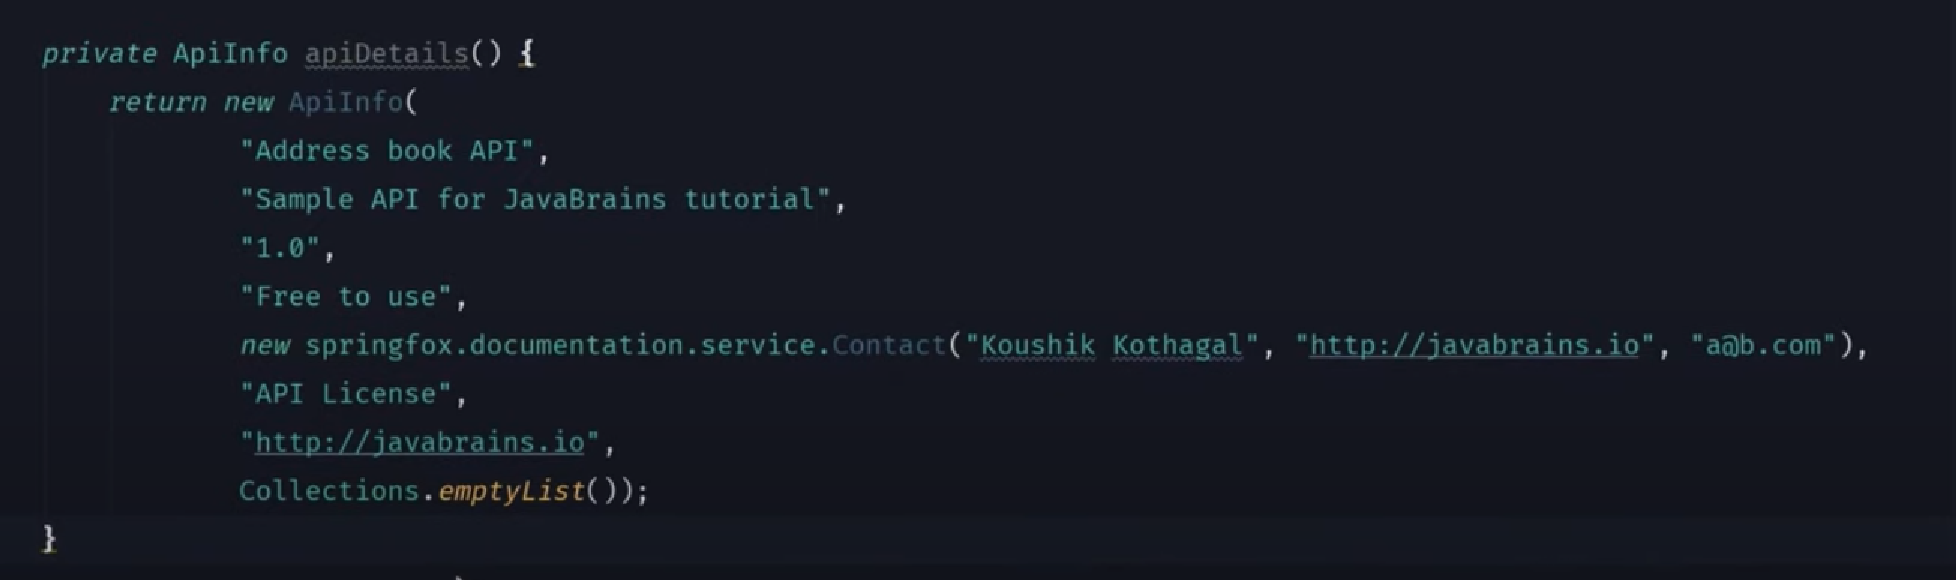 private ApiInfo apiDetails() {
return new ApiInfo(
"Address book API",
"Sample API for JavaBrains tutorial",
"1.0",
"Free to use",
new springfox.documentation.service.Contact("Koushik Kothagal", "http://javabrains.io", "a@b.com"),
"API License",
"http://javabrains.io",
Collections.emptyList());
}